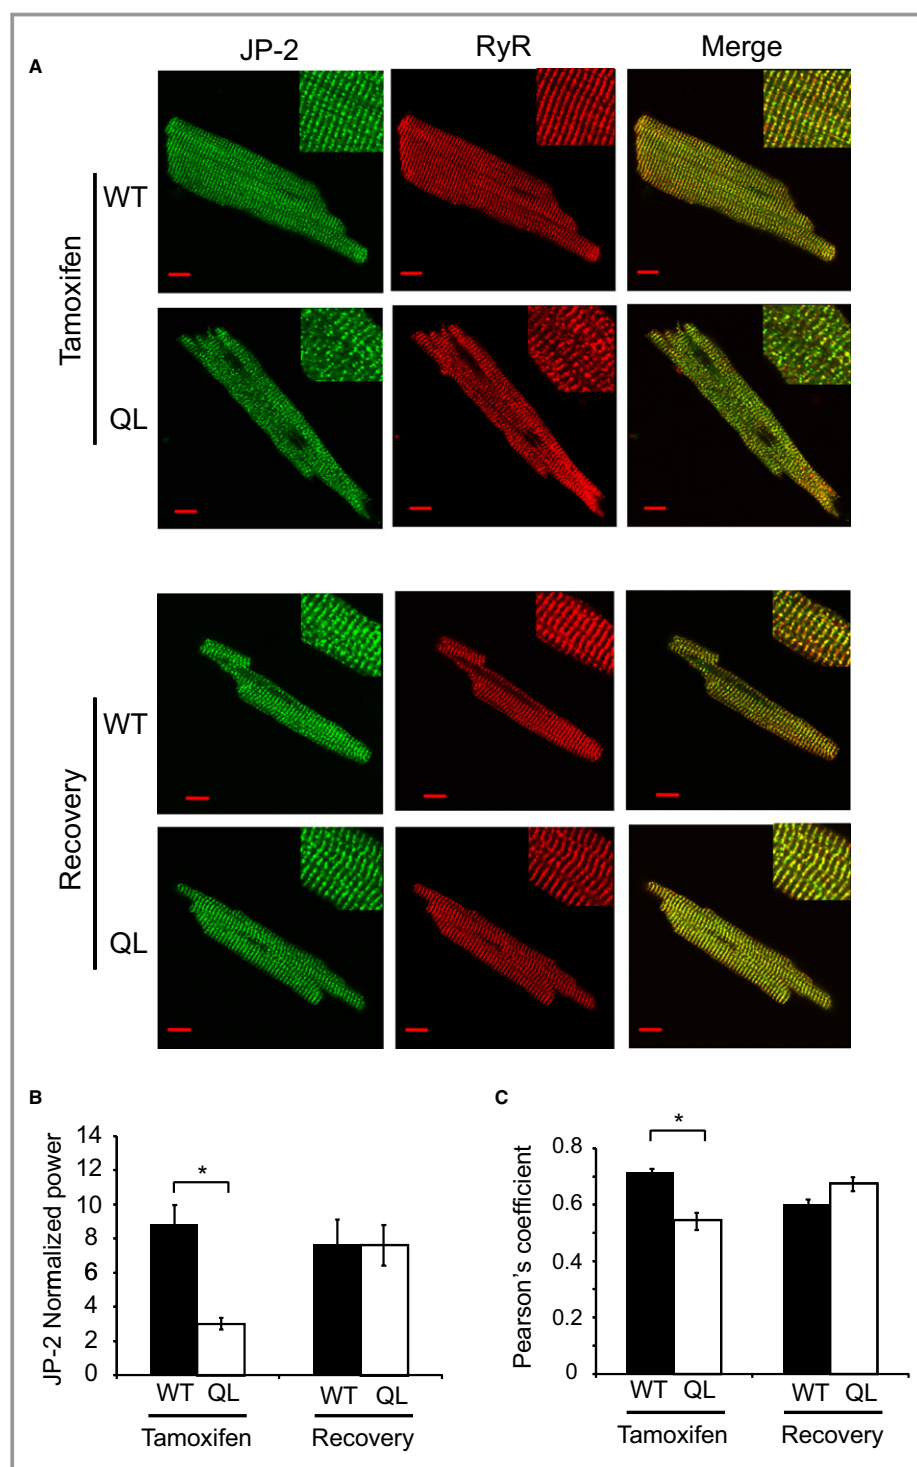 JP-2 RyR Merge
A
Tamoxifen
WT
QL
Recovery
WT
QL
B
JP-2 Normalized power
14
12
10
8
6
4
2
0
*
WT QL WT QL
Tamoxifen Recovery
C
Pearson's coefficient
0.8
0.6
0.4
0.2
0
*
WT QL WT QL
Tamoxifen Recovery